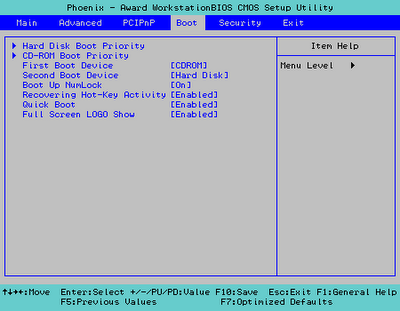 Phoenix - Award WorkstationBIOS CMOS Setup Utility
Main Advanced PCIPnP Boot Security Exit
Hard Disk Boot Priority
CD-ROM Boot Priority
First Boot Device [CDROM]
Second Boot Device [Hard Disk]
Boot Up NumLock [On]
Recovering Hot-Key Activity [Enabled]
Quick Boot [Enabled]
Full Screen LOGO Show [Enabled]
Item Help
Menu Level ▶
↑↓→←:Move Enter:Select +/-/PU/PD:Value F10:Save Esc:Exit F1:General Help
F5:Previous Values F7:Optimized Defaults